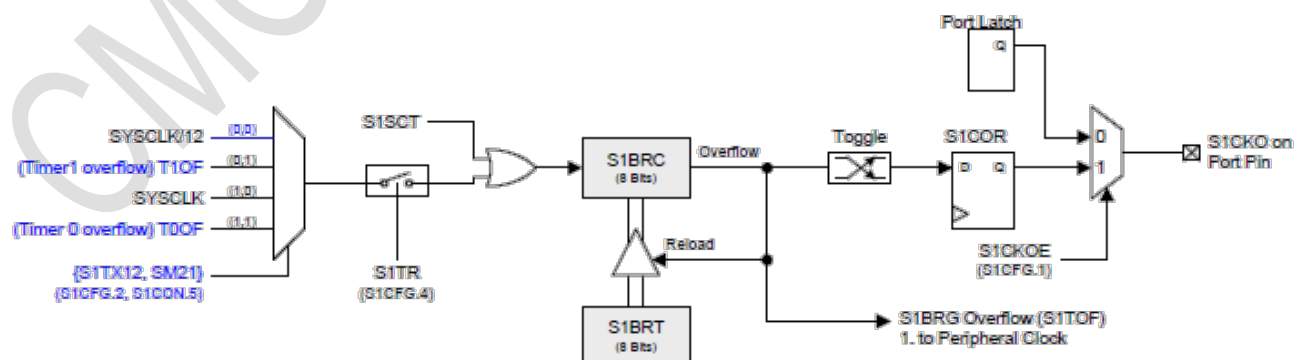 CMC
Port Latch
Q
SYSCLK/12 (0,0)
(Timer1 overflow) T1OF (0,1)
SYSCLK (1,0)
(Timer 0 overflow) T0OF (1,1)
{S1TX12, SM21}
{S1CFG.2, S1CON.5}
S1SCT
S1TR
(S1CFG.4)
S1BRC
(8 Bits)
Overflow
Reload
S1BRT
(8 Bits)
Toggle
S1COR
D Q
0
1
S1CKOE
(S1CFG.1)
S1CKO on
Port Pin
S1BRG Overflow (S1TOF)
1. to Peripheral Clock